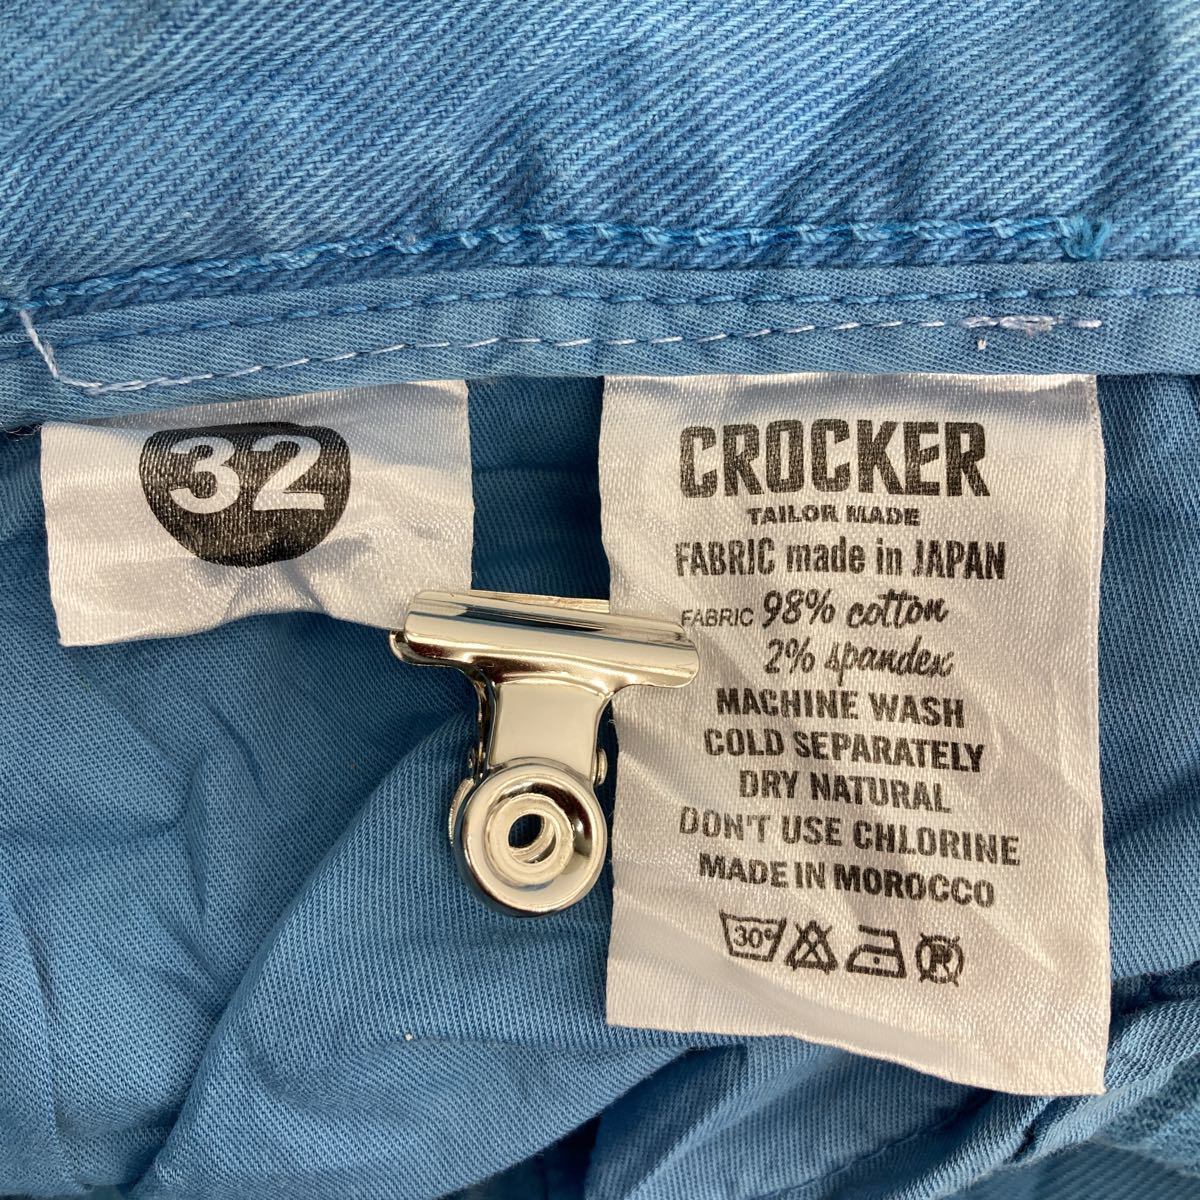 32
CROCKER
TAILOR MADE
FABRIC made in JAPAN
FABRIC 98% cotton
2% spandex
MACHINE WASH
COLD SEPARATELY
DRY NATURAL
DON'T USE CHLORINE
MADE IN MOROCCO
30° R